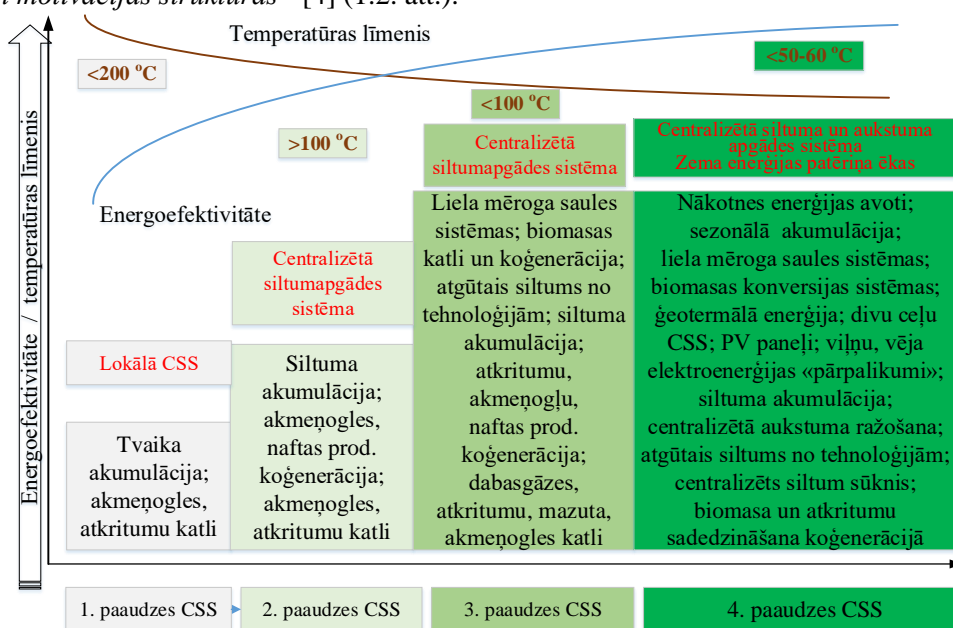 motivācijas struktūras" [4] (1.2. att.).
Temperatūras līmenis
<50-60 °C
<200 °C
<100 °C
>100 °C
Energoefektivitāte
Energoefektivitāte / temperatūras līmenis
Lokālā CSS
Tvaika
akumulācija;
akmeņogles,
atkritumu katli
Centralizētā
siltumapgādes
sistēma
Siltuma
akumulācija;
akmeņogles,
naftas prod.
koģenerācija;
akmeņogles,
atkritumu katli
Centralizētā
siltumapgādes sistēma
Liela mēroga saules
sistēmas; biomasas
katli un koģenerācija;
atgūtais siltums no
tehnoloģijām; siltuma
akumulācija;
atkritumu,
akmeņogļu,
naftas prod.
koģenerācija;
dabasgāzes,
atkritumu, mazuta,
akmeņogles katli
Centralizētā siltuma un aukstuma
apgādes sistēma
Zema enerģijas patēriņa ēkas
Nākotnes enerģijas avoti;
sezonālā akumulācija;
liela mēroga saules sistēmas;
biomasas konversijas sistēmas;
ģeotermālā enerģija; divu ceļu
CSS; PV paneļi; viļņu, vēja
elektroenerģijas «pārpalikumi»;
siltuma akumulācija;
centralizētā aukstuma ražošana;
atgūtais siltums no tehnoloģijām;
centralizēts siltum sūknis;
biomasa un atkritumu
sadedzināšana koģenerācijā
1. paaudzes CSS
2. paaudzes CSS
3. paaudzes CSS
4. paaudzes CSS